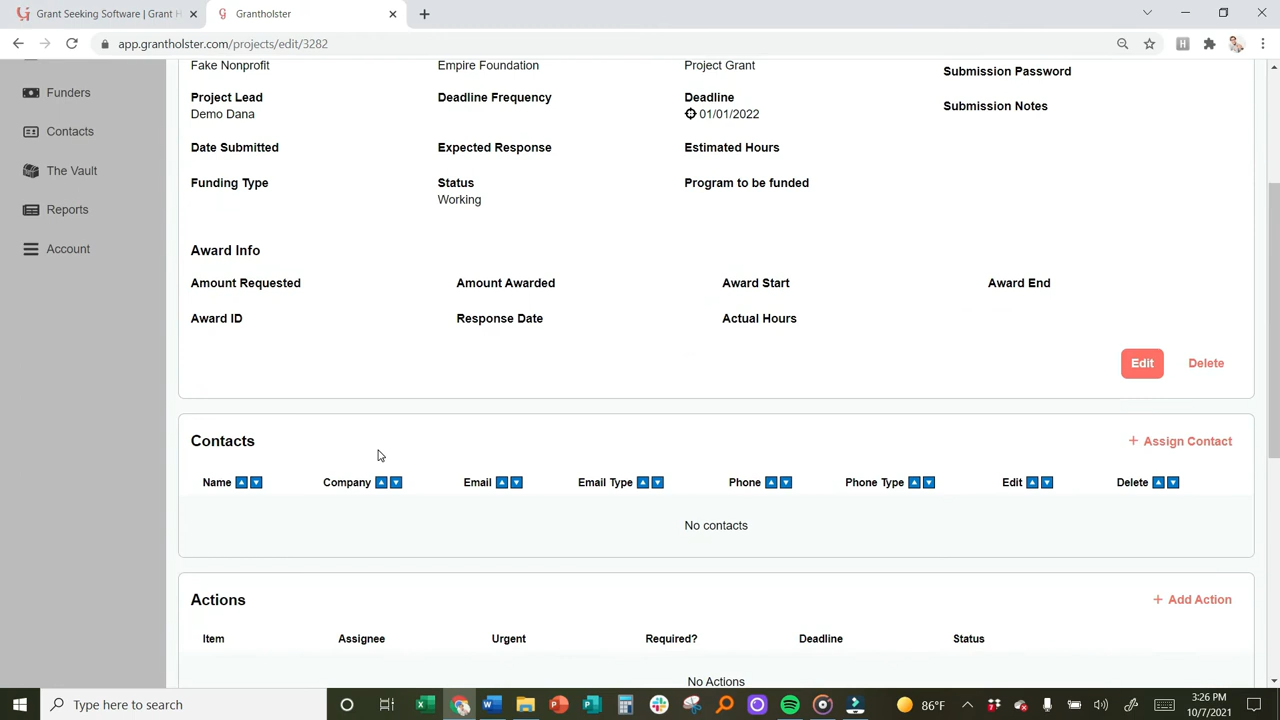 Grant Seeking Software | Grant H
Grantholster
app.grantholster.com/projects/edit/3282
Funders
Contacts
The Vault
Reports
Account
Fake Nonprofit
Empire Foundation
Project Grant
Submission Password
Project Lead
Deadline Frequency
Deadline
Demo Dana
01/01/2022
Submission Notes
Date Submitted
Expected Response
Estimated Hours
Funding Type
Status
Program to be funded
Working
Award Info
Amount Requested
Amount Awarded
Award Start
Award End
Award ID
Response Date
Actual Hours
Edit
Delete
Contacts
+ Assign Contact
Name
Company
Email
Email Type
Phone
Phone Type
Edit
Delete
No contacts
Actions
+ Add Action
Item
Assignee
Urgent
Required?
Deadline
Status
No Actions
Type here to search
86°F
3:26 PM
10/7/2021